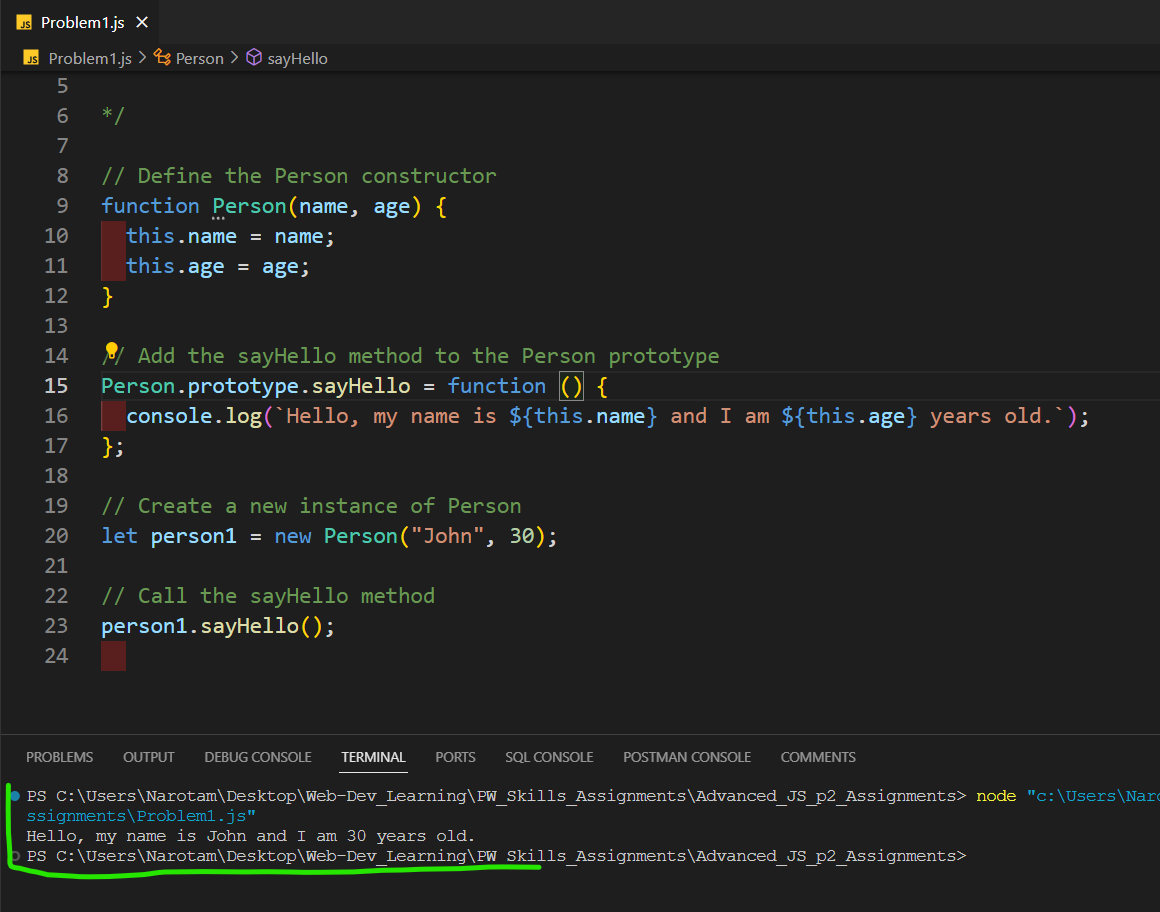 JS Problem1.js ×
JS Problem1.js > Person > sayHello
5
6 */
7
8 // Define the Person constructor
9 function Person(name, age) {
10 this.name = name;
11 this.age = age;
12 }
13
14 // Add the sayHello method to the Person prototype
15 Person.prototype.sayHello = function () {
16 console.log(`Hello, my name is ${this.name} and I am ${this.age} years old.`);
17 };
18
19 // Create a new instance of Person
20 let person1 = new Person("John", 30);
21
22 // Call the sayHello method
23 person1.sayHello();
24
PROBLEMS OUTPUT DEBUG CONSOLE TERMINAL PORTS SQL CONSOLE POSTMAN CONSOLE COMMENTS
PS C:\Users\Narotam\Desktop\Web-Dev_Learning\PW_Skills_Assignments\Advanced_JS_p2_Assignments> node "c:\Users\Naro
ssignments\Problem1.js"
Hello, my name is John and I am 30 years old.
PS C:\Users\Narotam\Desktop\Web-Dev_Learning\PW_Skills_Assignments\Advanced_JS_p2_Assignments>